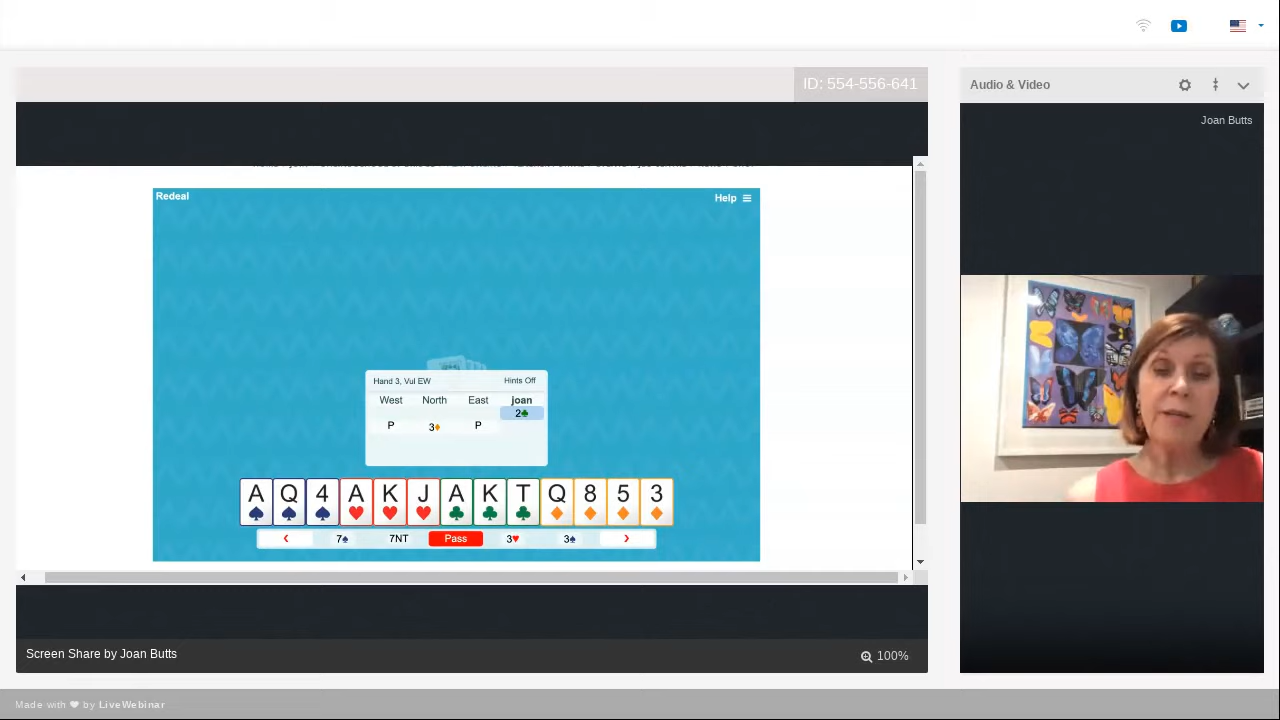 ID: 554-556-641
Audio & Video
Joan Butts
Redeal
Help
Hand 3, Vul EW
Hints Off
West North East joan
2♣
P 3♦ P
A Q 4 A K J A K T Q 8 5 3
♠ ♠ ♠ ♥ ♥ ♥ ♣ ♣ ♣ ♦ ♦ ♦ ♦
7♠ 7NT Pass 3♥ 3♠
Screen Share by Joan Butts
100%
Made with ♥ by LiveWebinar